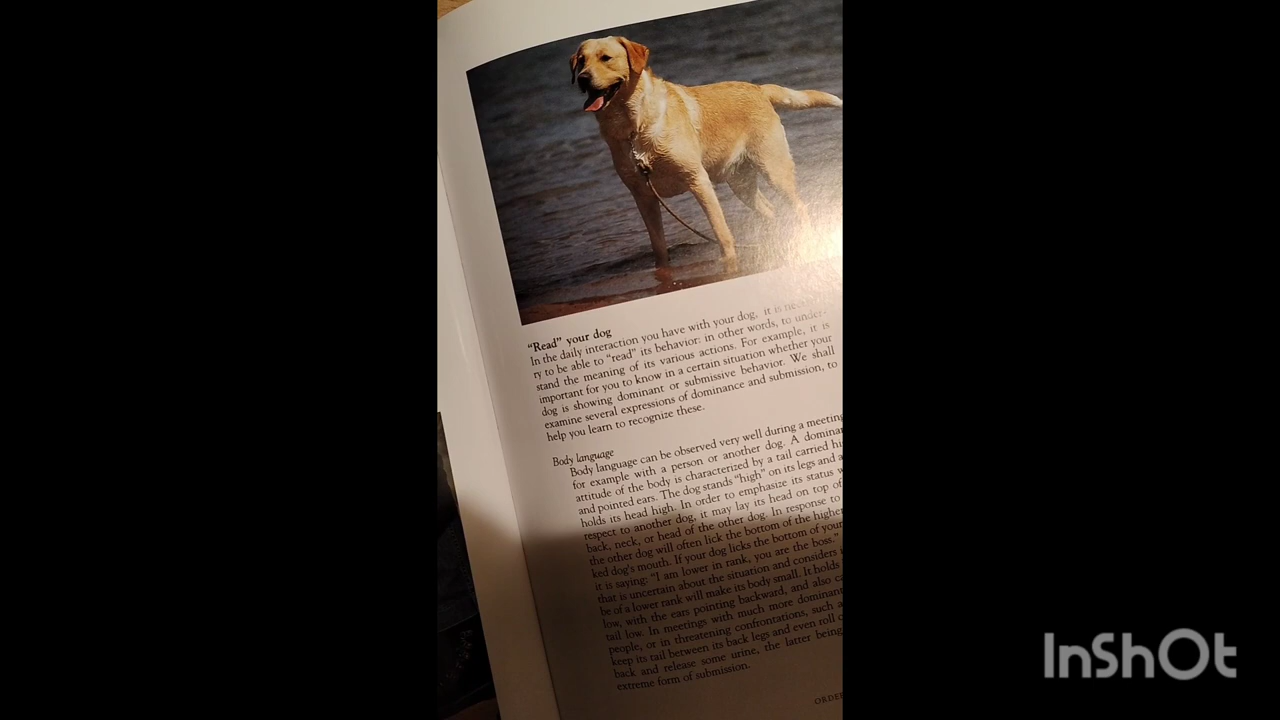 "Read" your dog
In the daily interaction you have with your dog, it is
ry to be able to "read" its behavior: in other words, to under-
stand the meaning of its various actions. For example, it is
important for you to know in a certain situation whether your
dog is showing dominant or submissive behavior. We shall
examine several expressions of dominance and submission, to
help you learn to recognize these.
Body language
Body language can be observed very well during a meeting
for example with a person or another dog. A domina
attitude of the body is characterized by a tail carried hi
and pointed ears. The dog stands "high" on its legs and a
holds its head high. In order to emphasize its status w
respect to another dog, it may lay its head on top of
back, neck, or head of the other dog. In response to
the other dog will often lick the bottom of the higher
ked dog's mouth. If your dog licks the bottom of your
it is saying: "I am lower in rank, you are the boss."
that is uncertain about the situation and considers i
be of a lower rank will make its body small. It holds
low, with the ears pointing backward, and also ca
tail low. In meetings with much more dominant
people, or in threatening confrontations, such a
keep its tail between its back legs and even roll o
back and release some urine, the latter being
extreme form of submission.
ORDER
InShOt